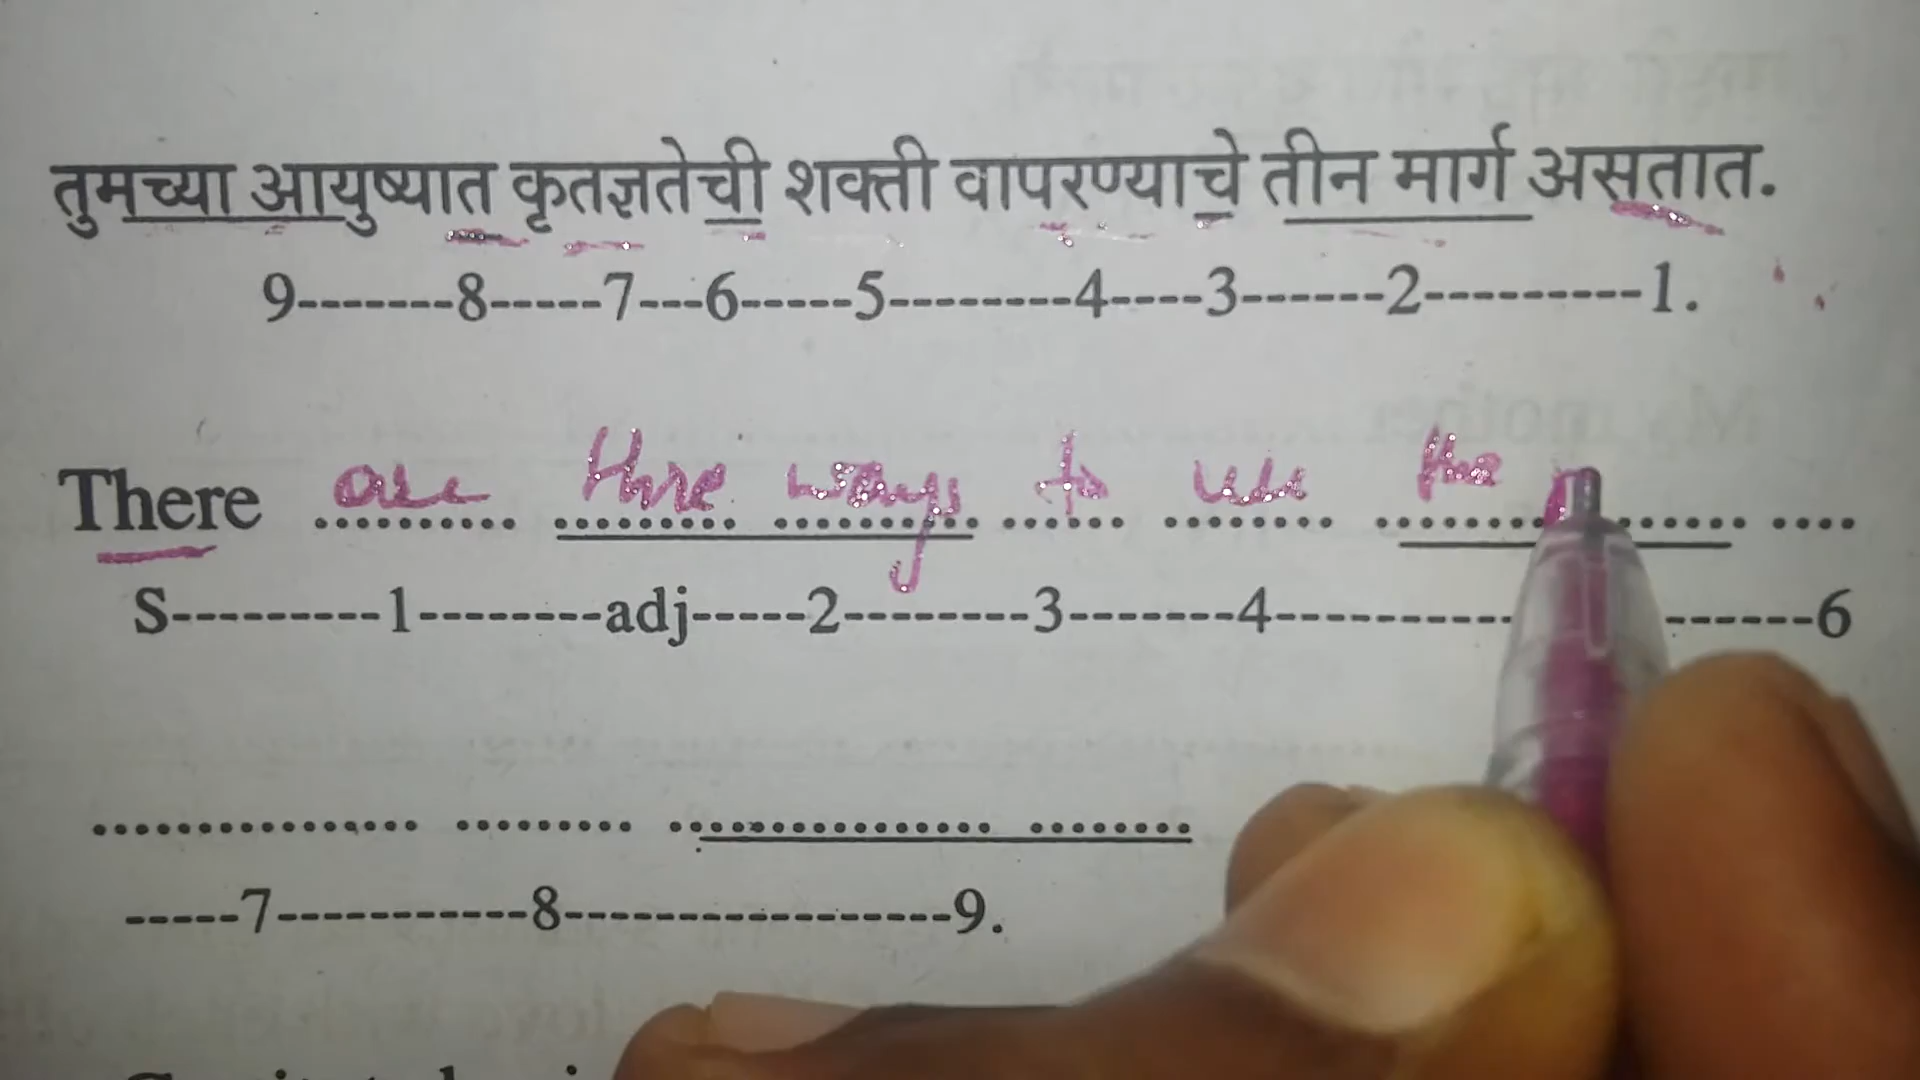 तुमच्या आयुष्यात कृतज्ञतेची शक्ती वापरण्याचे तीन मार्ग असतात.
9-------8-----7---6-----5--------4----3------2---------1.
There are three ways to use the
S---------1--------adj-----2--------3-------4----------------6
-----7-----------8-----------------9.